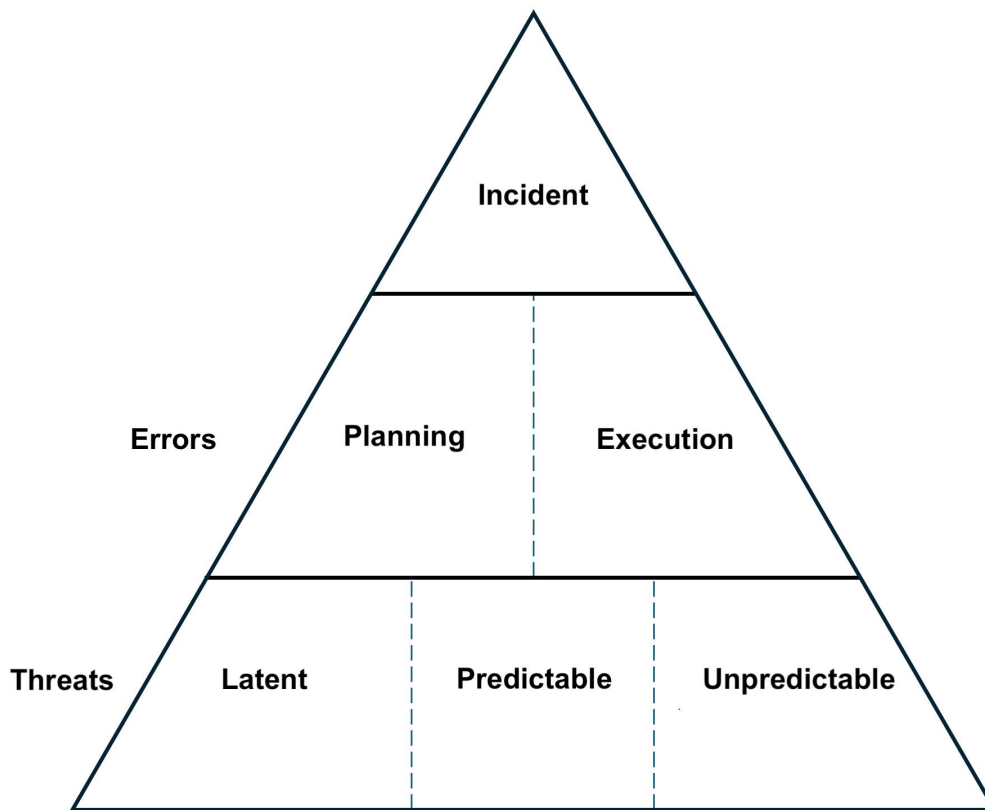 Incident
Errors
Planning
Execution
Threats
Latent
Predictable
Unpredictable